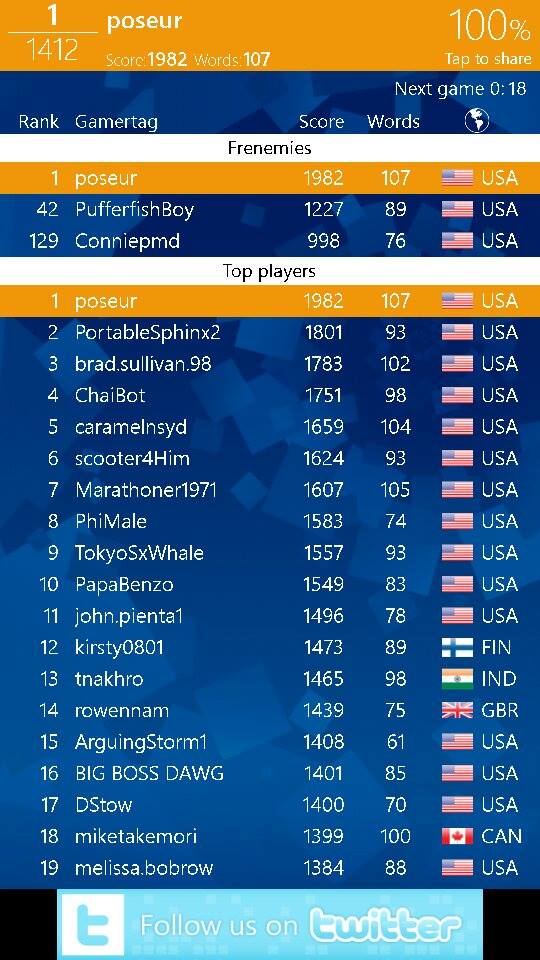 1 poseur 100%
1412 Score:1982 Words:107 Tap to share
Next game 0:18
Rank Gamertag Score Words
Frenemies
1 poseur 1982 107 USA
42 PufferfishBoy 1227 89 USA
129 Conniepmd 998 76 USA
Top players
1 poseur 1982 107 USA
2 PortableSphinx2 1801 93 USA
3 brad.sullivan.98 1783 102 USA
4 ChaiBot 1751 98 USA
5 caramelnsyd 1659 104 USA
6 scooter4Him 1624 93 USA
7 Marathoner1971 1607 105 USA
8 PhiMale 1583 74 USA
9 TokyoSxWhale 1557 93 USA
10 PapaBenzo 1549 83 USA
11 john.pienta1 1496 78 USA
12 kirsty0801 1473 89 FIN
13 tnakhro 1465 98 IND
14 rowennam 1439 75 GBR
15 ArguingStorm1 1408 61 USA
16 BIG BOSS DAWG 1401 85 USA
17 DStow 1400 70 USA
18 miketakemori 1399 100 CAN
19 melissa.bobrow 1384 88 USA
t Follow us on twitter